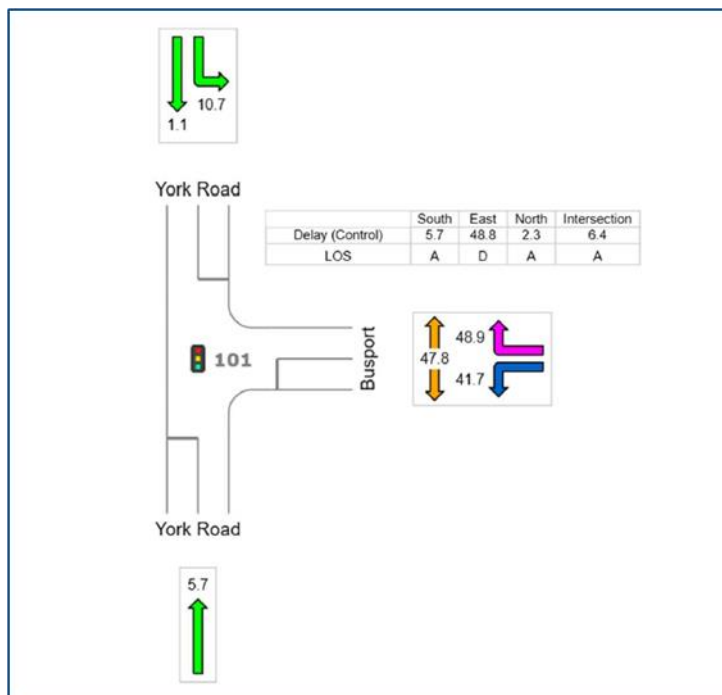 10.7
1.1
York Road
South East North Intersection
Delay (Control) 5.7 48.8 2.3 6.4
LOS A D A A
101
Busport
48.9
47.8
41.7
York Road
5.7